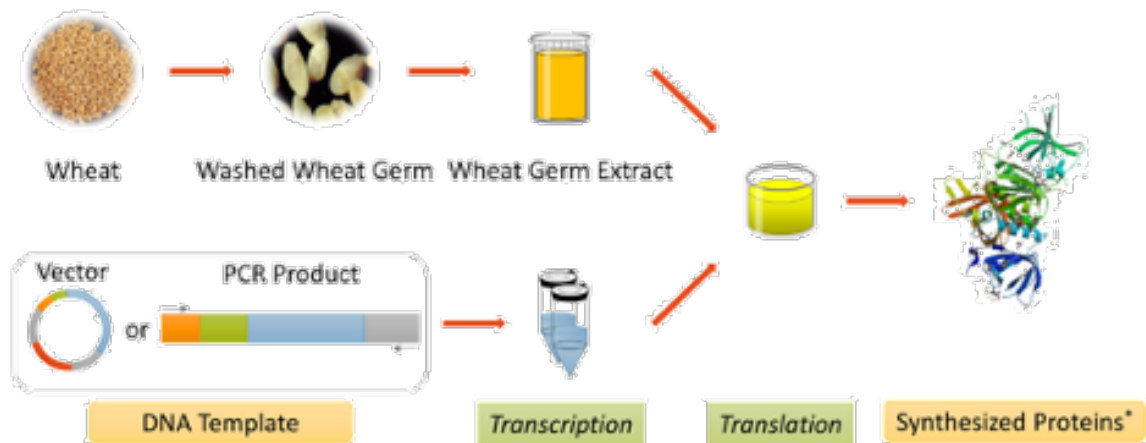 Wheat
Washed Wheat Germ
Wheat Germ Extract
Vector
PCR Product
or
DNA Template
Transcription
Translation
Synthesized Proteins*